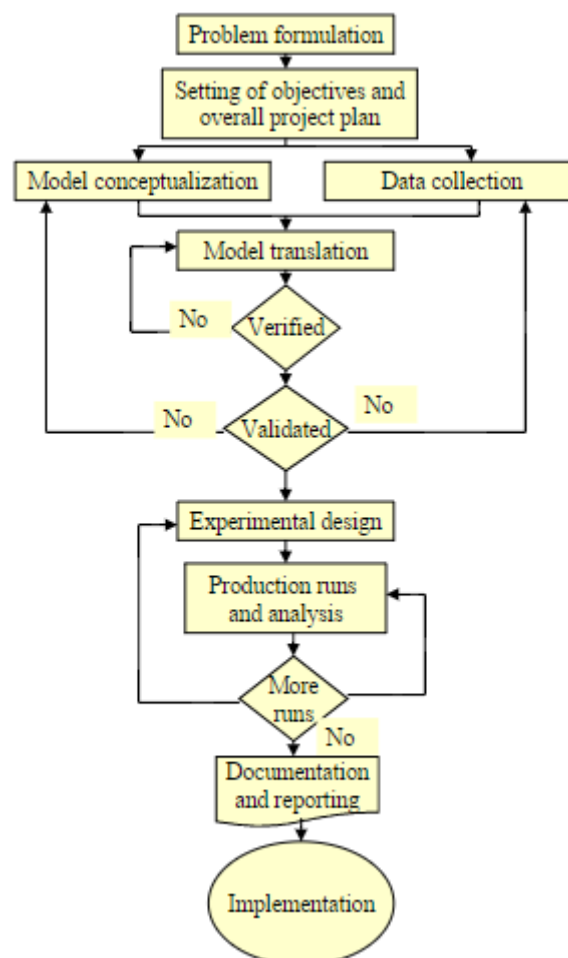 Problem formulation
Setting of objectives and
overall project plan
Model conceptualization
Data collection
Model translation
No
Verified
No
Validated
No
Experimental design
Production runs
and analysis
More
runs
No
Documentation
and reporting
Implementation